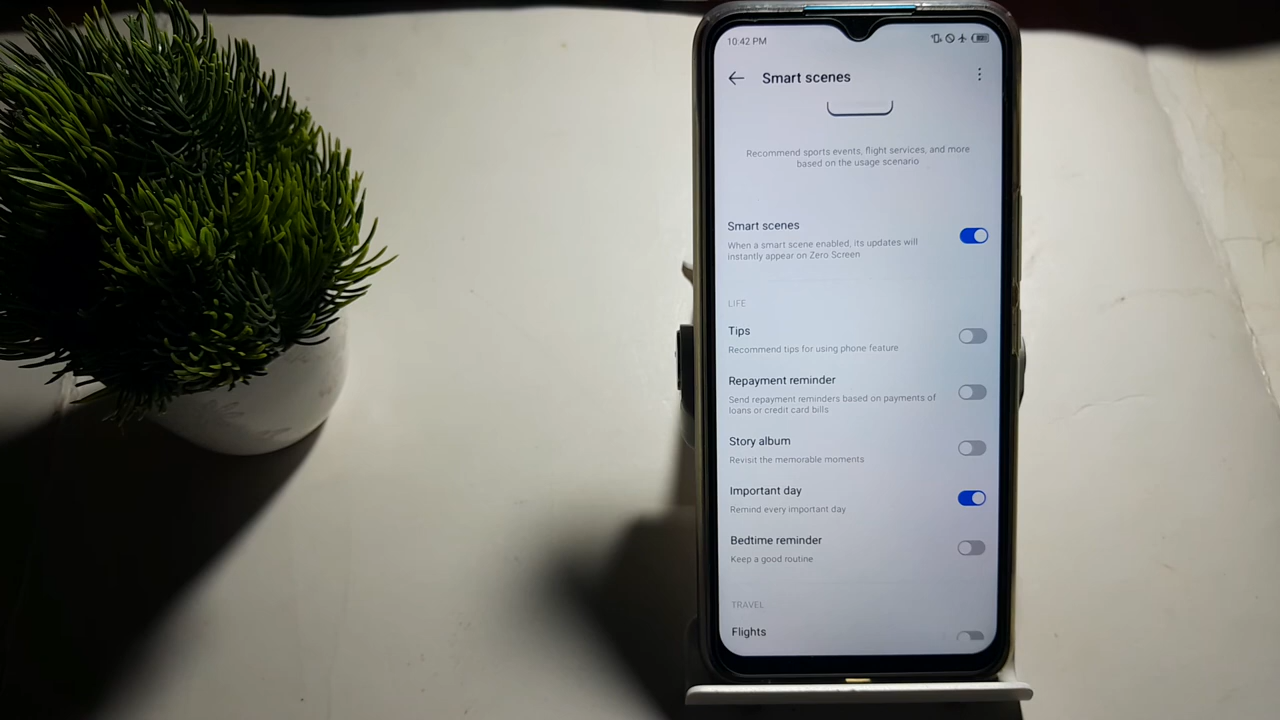 10:42 PM
Smart scenes
Recommend sports events, flight services, and more
based on the usage scenario
Smart scenes
When a smart scene enabled, its updates will
instantly appear on Zero Screen
LIFE
Tips
Recommend tips for using phone feature
Repayment reminder
Send repayment reminders based on payments of
loans or credit card bills
Story album
Revisit the memorable moments
Important day
Remind every important day
Bedtime reminder
Keep a good routine
TRAVEL
Flights